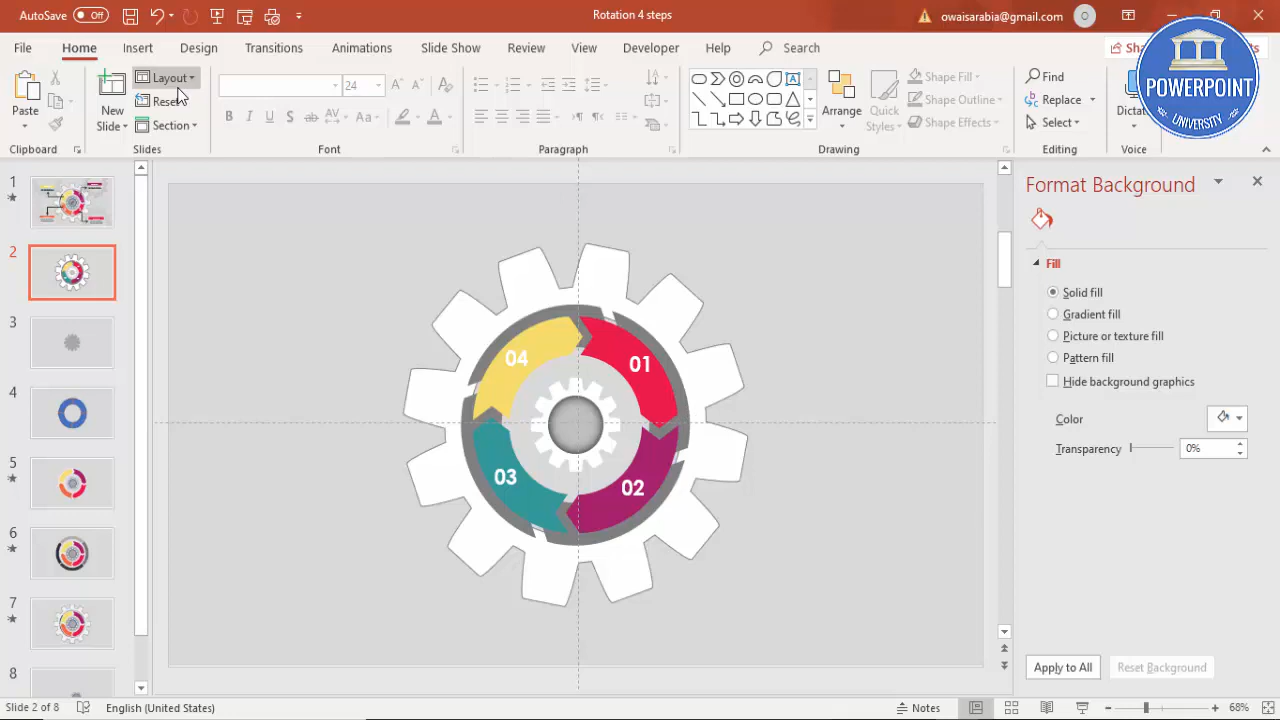 AutoSave Off
Rotation 4 steps
owaisarabia@gmail.com
O
File Home Insert Design Transitions Animations Slide Show Review View Developer Help Search
POWERPOINT
UNIVERSITY
Paste
Clipboard
New
Slide
Layout
Reset
Section
Slides
24
B I U S ab AV Aa A
Font
Paragraph
Arrange
Quick
Styles
Shape Fill
Shape Outline
Shape Effects
Drawing
Find
Replace
Select
Editing
Voice
1
2
3
4
5
6
7
8
01
02
03
04
Format Background
Fill
Solid fill
Gradient fill
Picture or texture fill
Pattern fill
Hide background graphics
Color
Transparency
0%
Apply to All
Reset Background
Slide 2 of 8
English (United States)
Notes
68%